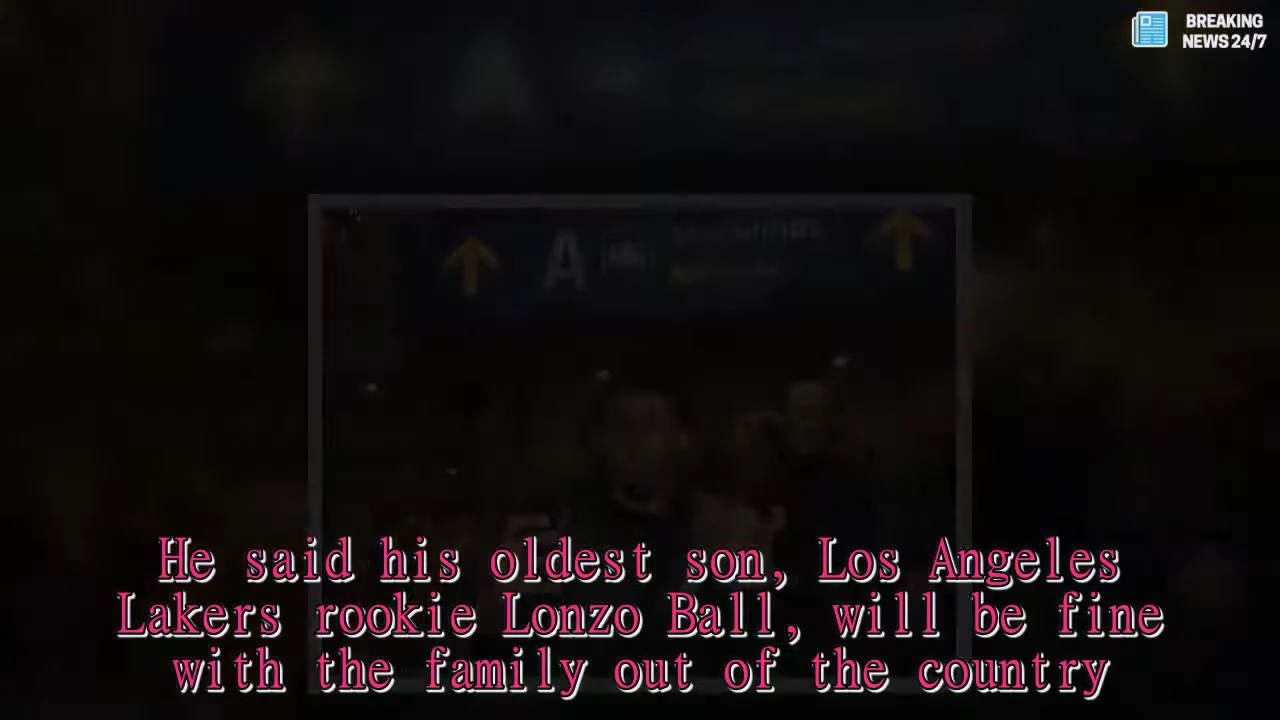 BREAKING
NEWS 24/7
A
He said his oldest son, Los Angeles
Lakers rookie Lonzo Ball, will be fine
with the family out of the country